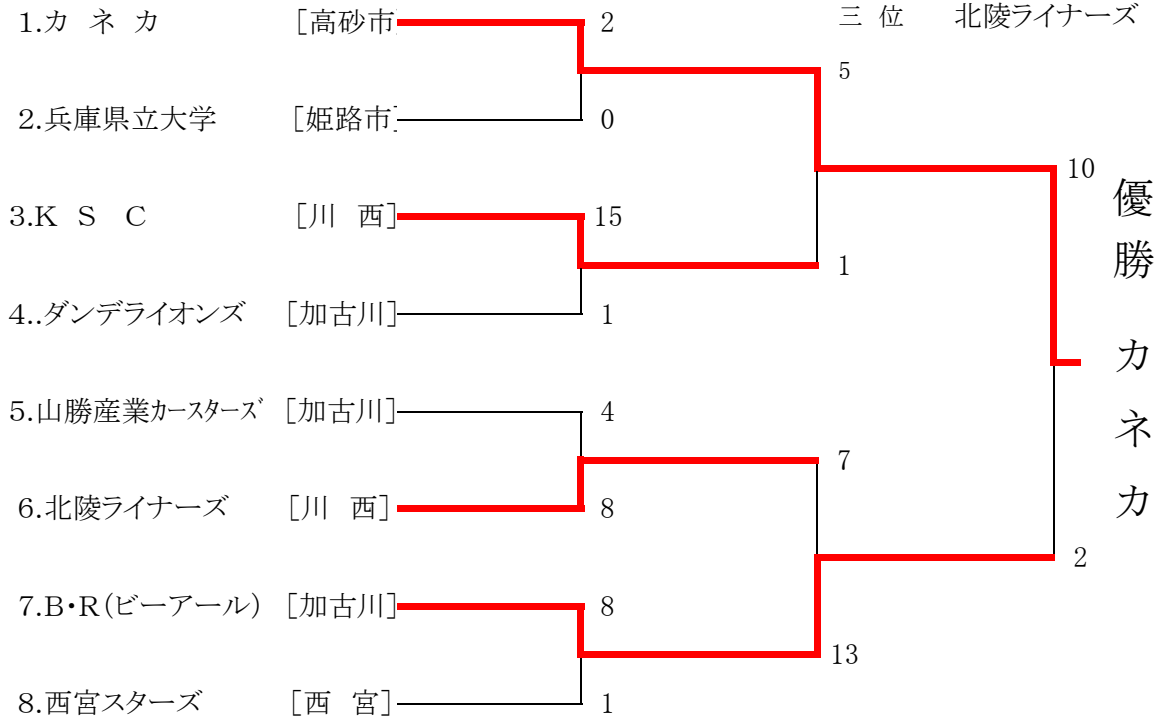 1.カ ネ カ [高砂市] 2 三 位 北陵ライナーズ
5
2.兵庫県立大学 [姫路市] 0
10
3.K S C [川 西] 15
1
4..ダンデライオンズ [加古川] 1
5.山勝産業カースターズ [加古川] 4
7
6.北陵ライナーズ [川 西] 8
2
7.B・R(ビーアール) [加古川] 8
13
8.西宮スターズ [西 宮] 1
優勝 カネカ